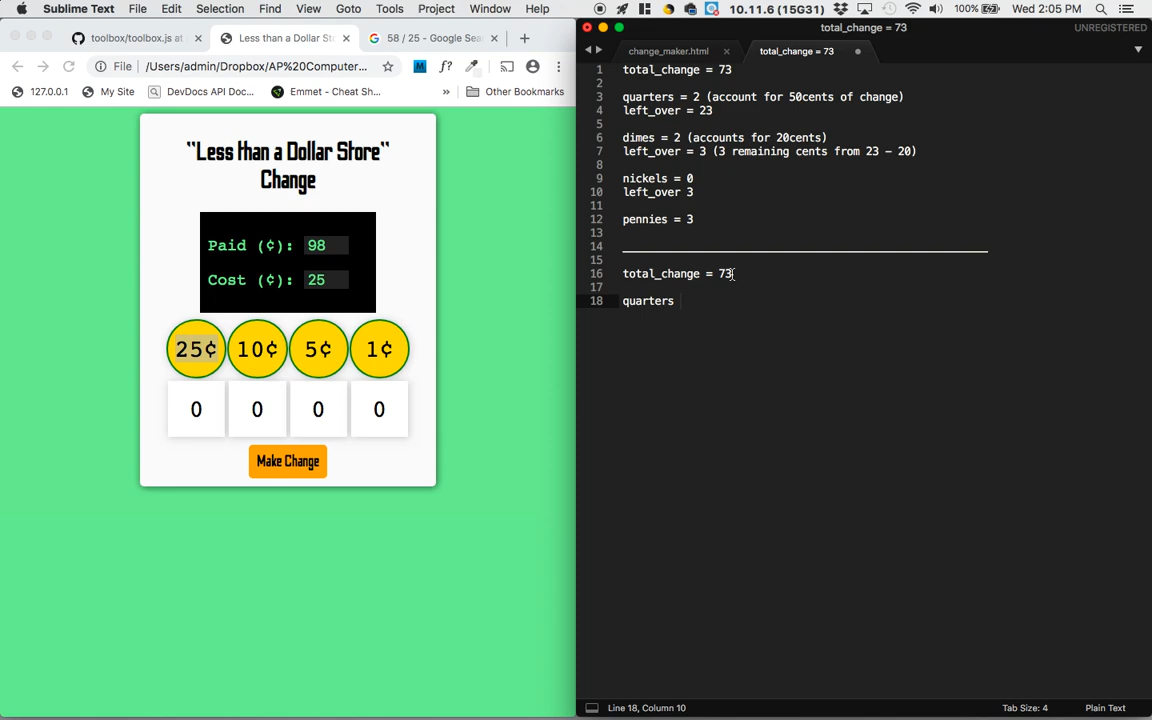 Sublime Text File Edit Selection Find View Goto Tools Project Window Help 10.11.6 (15G31) 100% Wed 2:05 PM
toolbox/toolbox.js at × Less than a Dollar Sto × 58 / 25 - Google Sea × +
total_change = 73 UNREGISTERED
change_maker.html × total_change = 73
File /Users/admin/Dropbox/AP%20Computer... f?
127.0.0.1 My Site DevDocs API Doc... Emmet - Cheat Sh... » Other Bookmarks
"Less than a Dollar Store"
Change
Paid (¢): 98
Cost (¢): 25
25¢ 10¢ 5¢ 1¢
0 0 0 0
Make Change
1 total_change = 73
2
3 quarters = 2 (account for 50cents of change)
4 left_over = 23
5
6 dimes = 2 (accounts for 20cents)
7 left_over = 3 (3 remaining cents from 23 - 20)
8
9 nickels = 0
10 left_over 3
11
12 pennies = 3
13
14 ___________________________________________
15
16 total_change = 73
17
18 quarters
Line 18, Column 10 Tab Size: 4 Plain Text